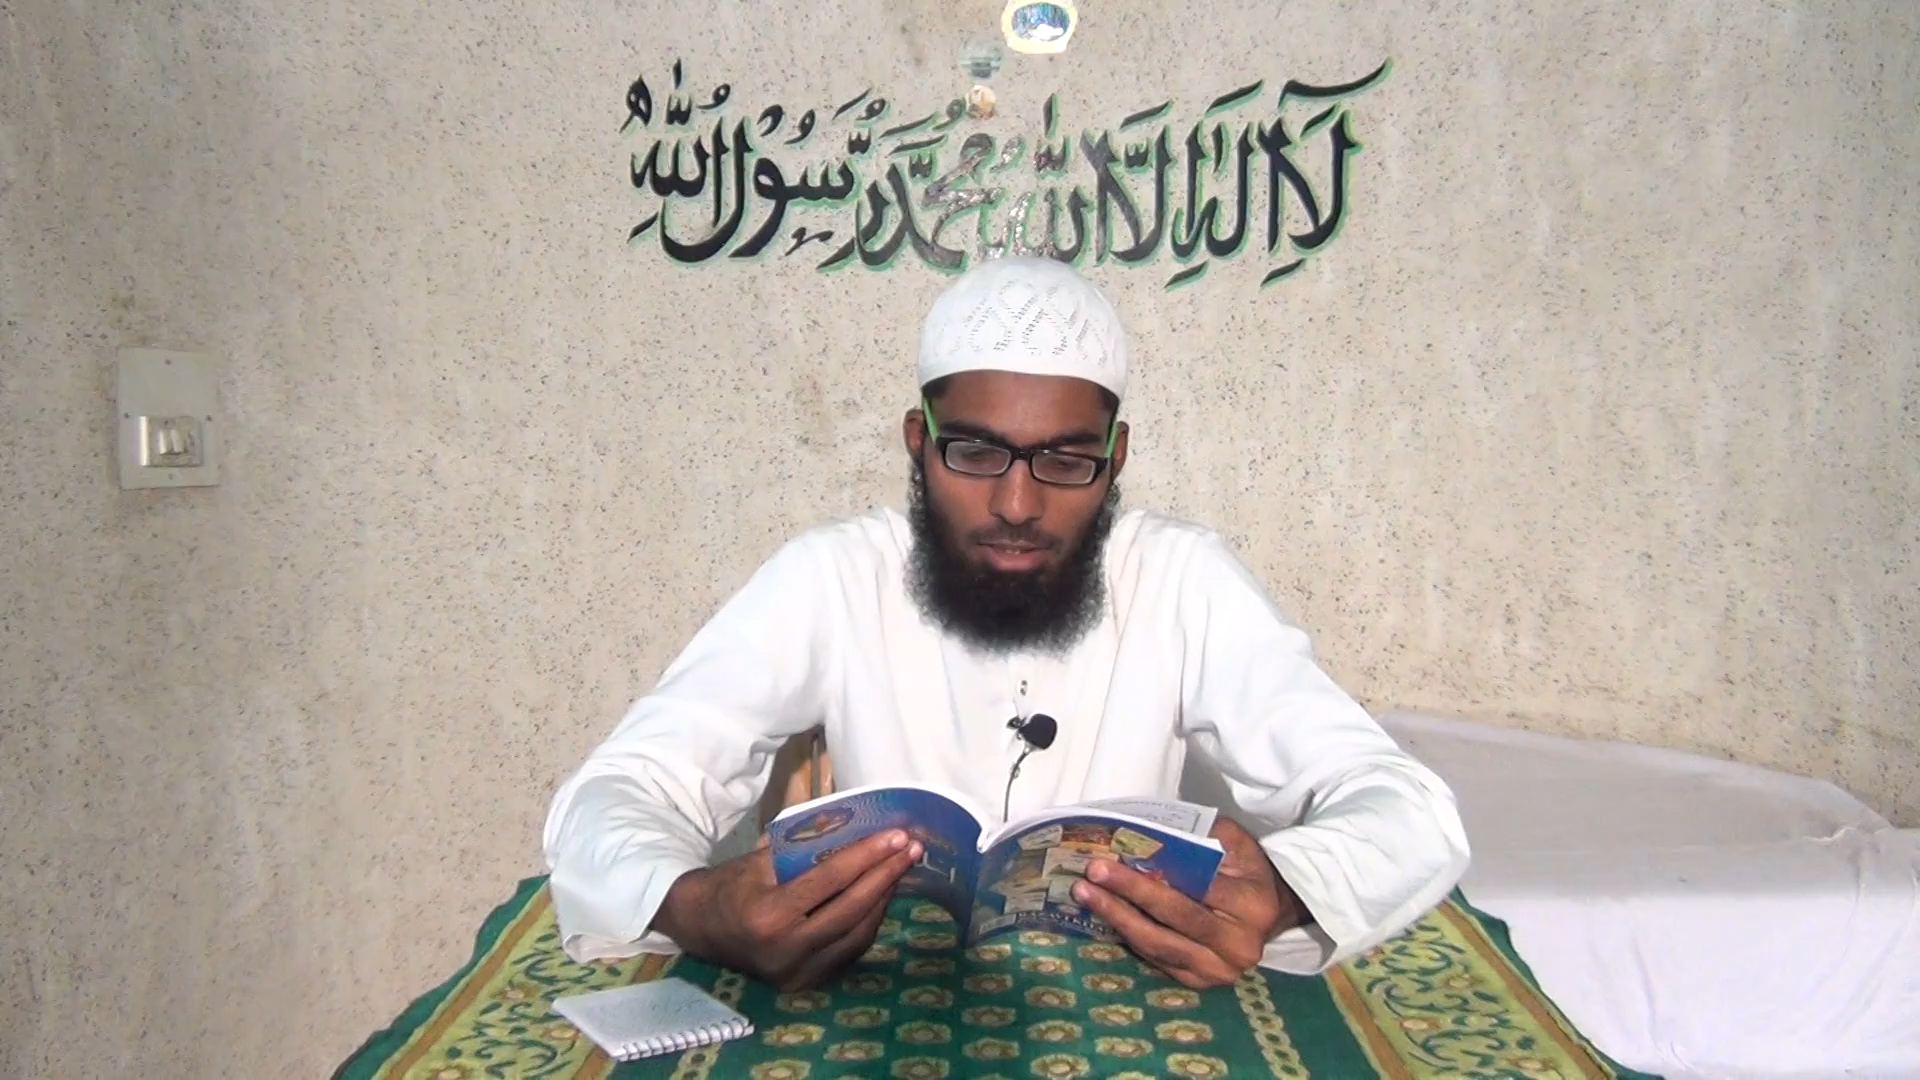 لَآ اِلٰہَ اِلَّا اللّٰہُ مُحَمَّدٌ رَّسُوْلُ اللّٰہِ